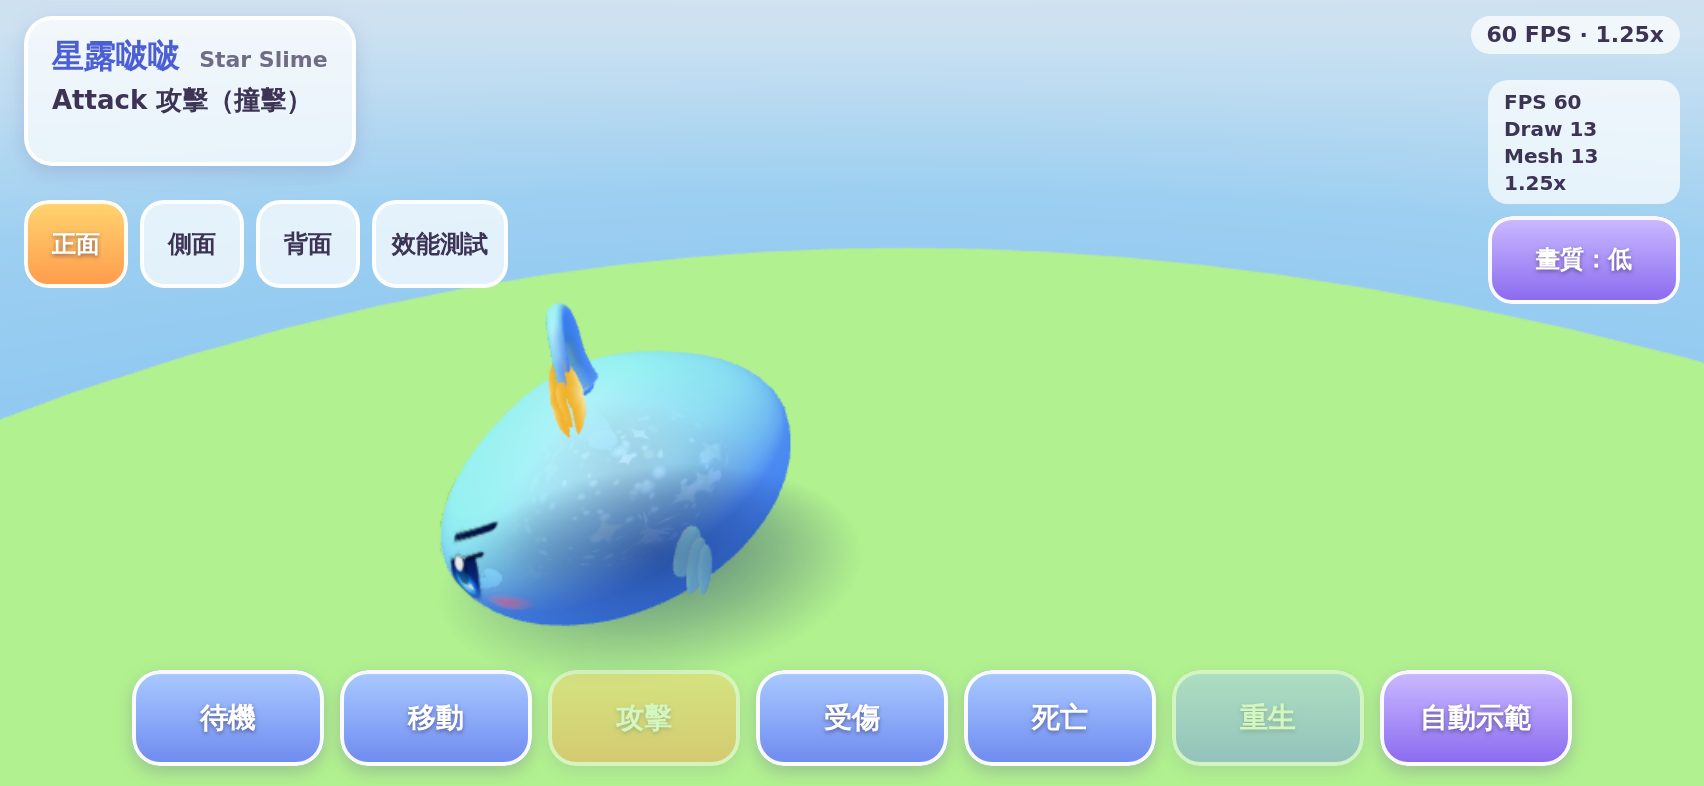 星露啵啵 Star Slime
Attack 攻擊（撞擊）
60 FPS · 1.25x
FPS 60
Draw 13
Mesh 13
1.25x
正面 側面 背面 效能測試
畫質：低
待機 移動 攻擊 受傷 死亡 重生 自動示範